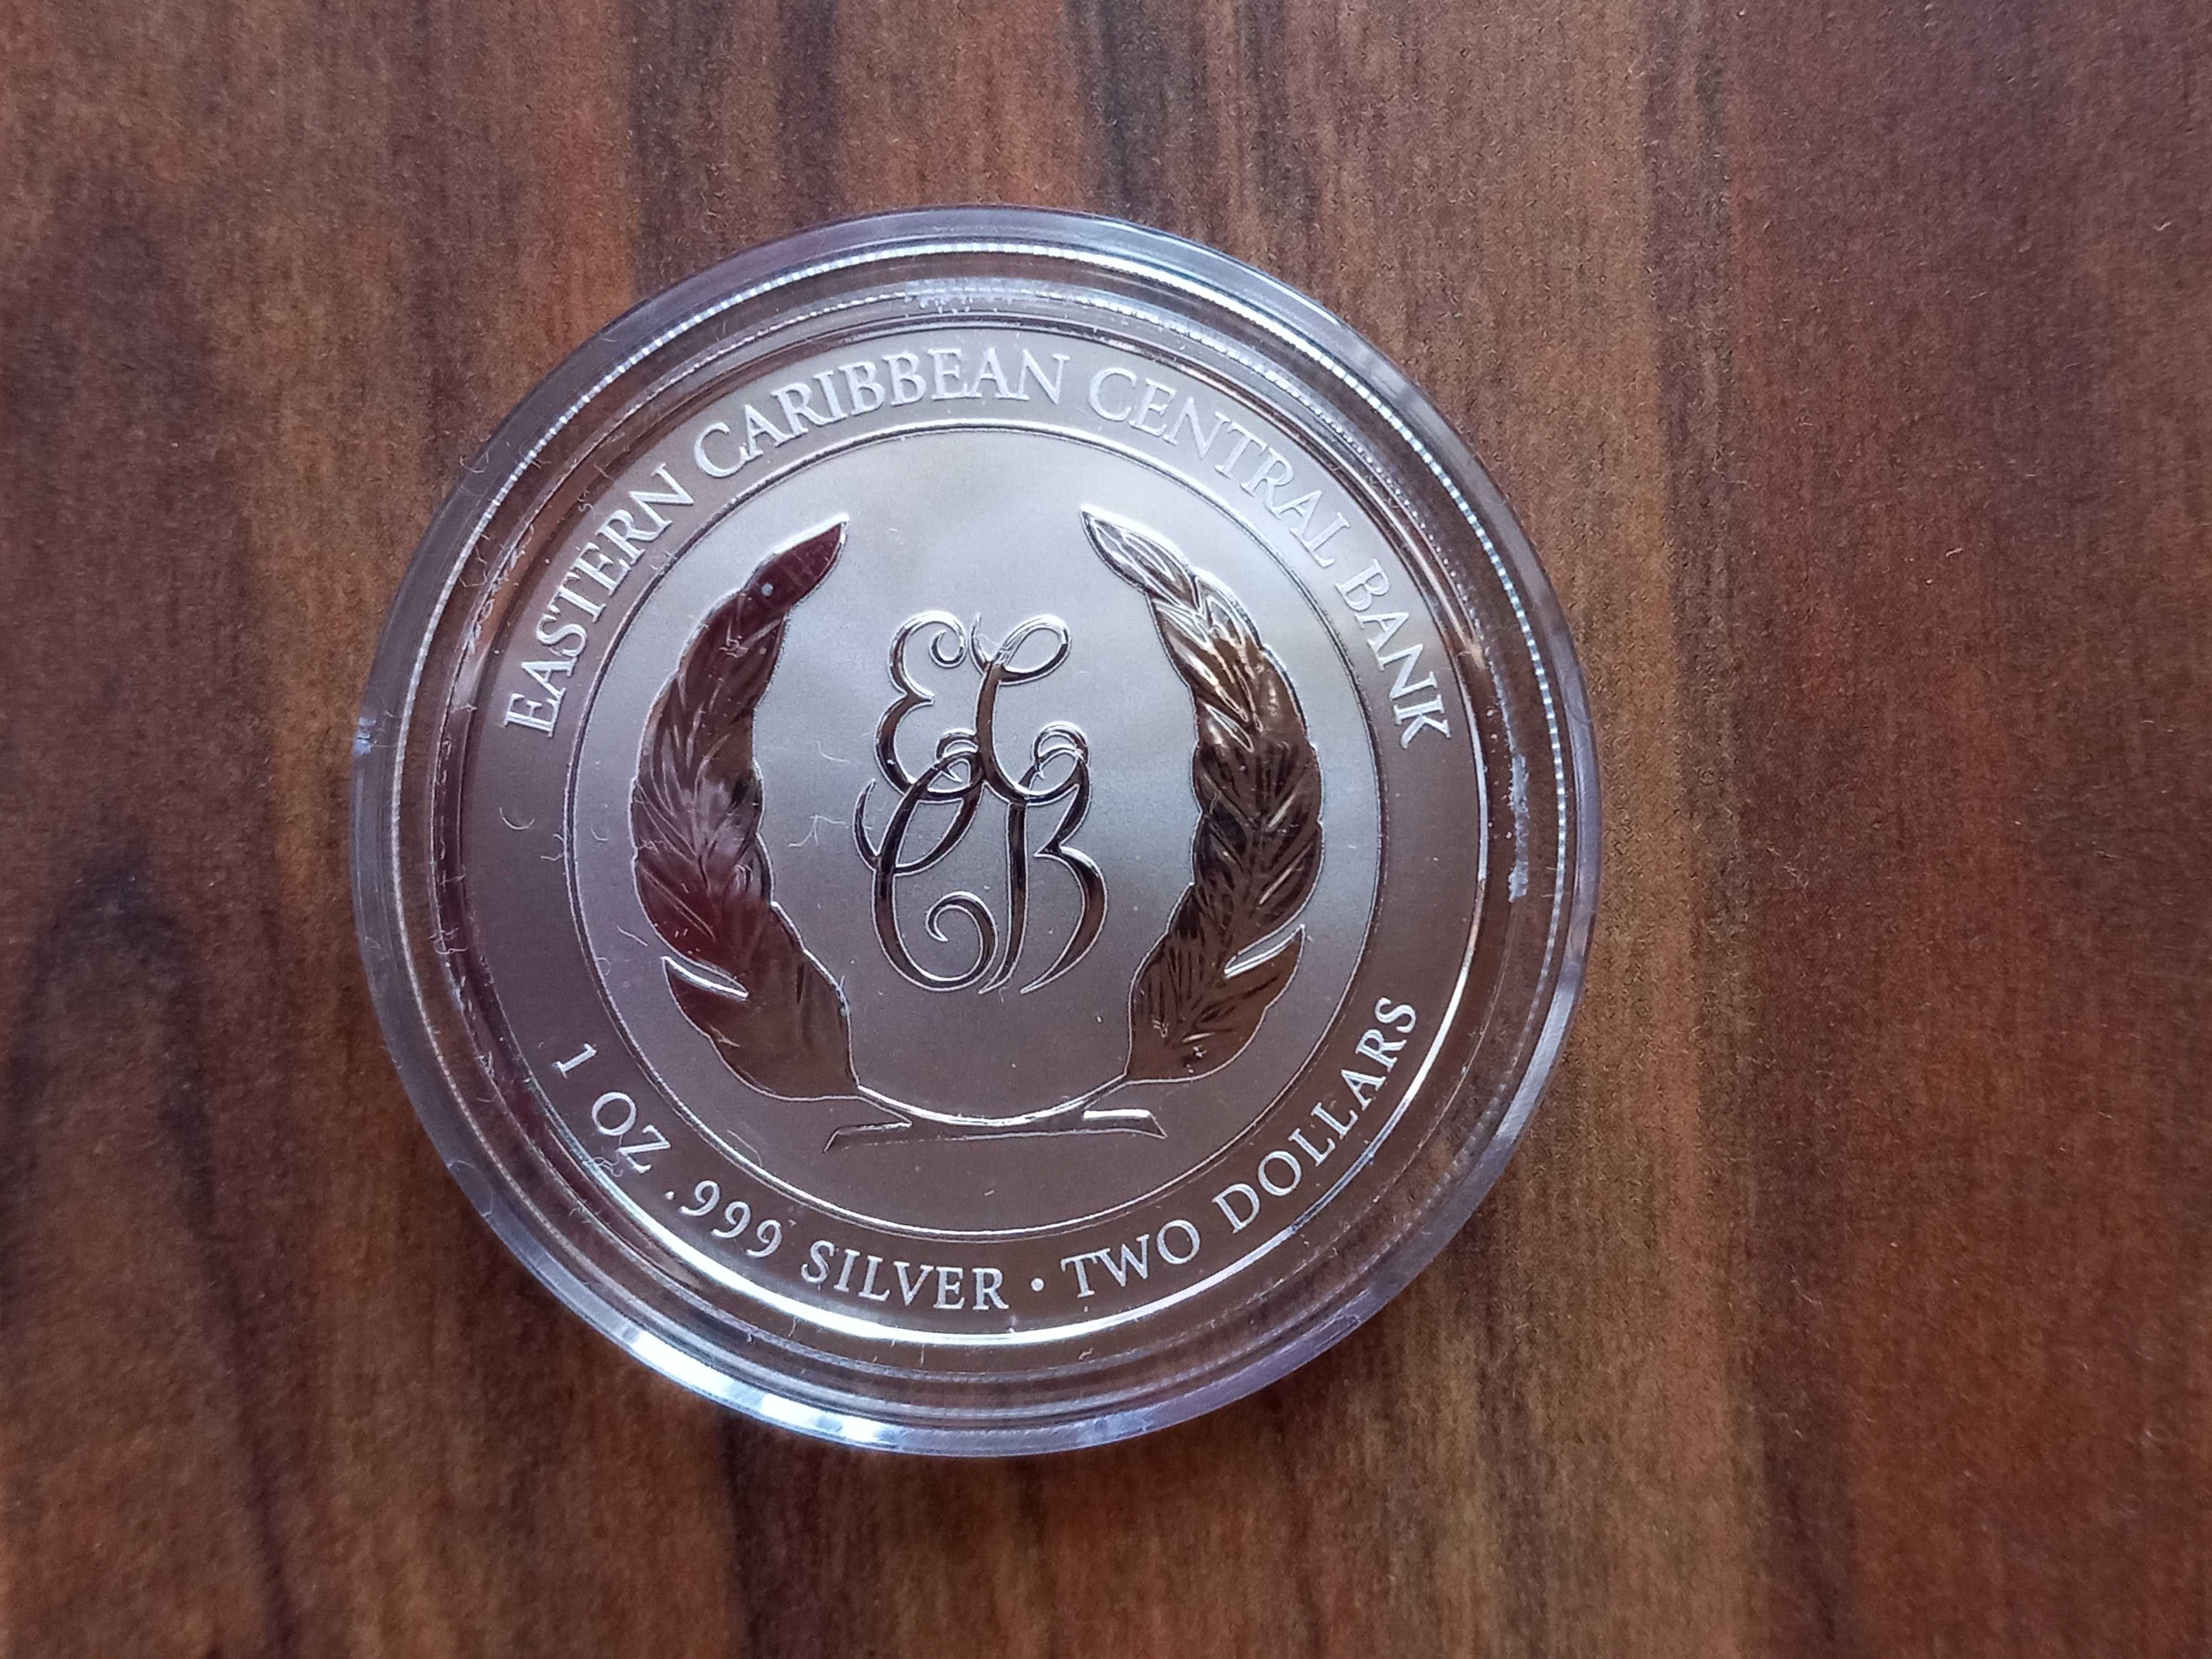 EASTERN CARIBBEAN CENTRAL BANK
ECCB
1 OZ .999 SILVER • TWO DOLLARS